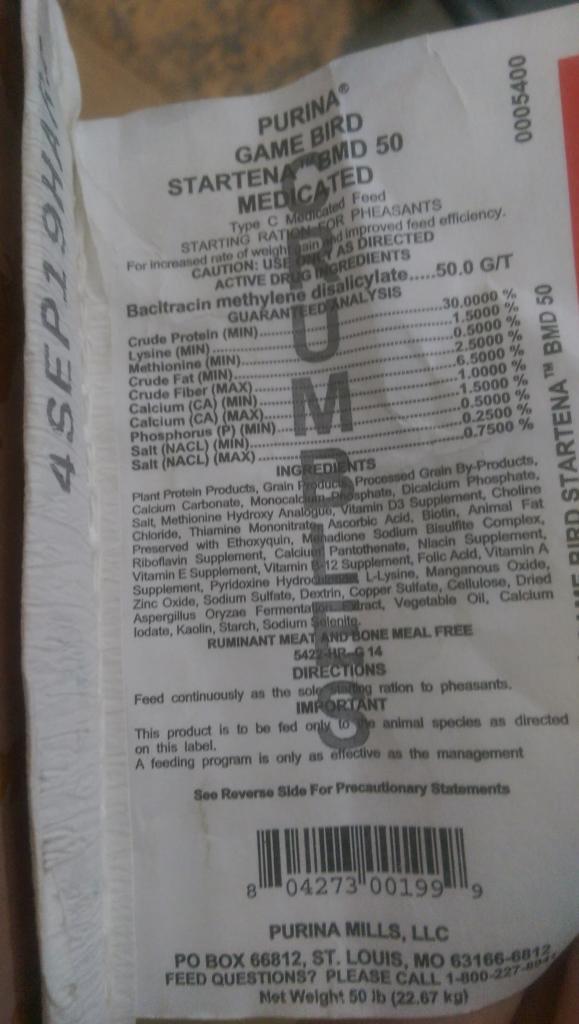 PURINA®
GAME BIRD
STARTENA™ BMD 50
MEDICATED
Type C Medicated Feed
STARTING RATION FOR PHEASANTS
For increased rate of weight gain and improved feed efficiency.
CAUTION: USE ONLY AS DIRECTED
ACTIVE DRUG INGREDIENTS
Bacitracin methylene disalicylate.....50.0 G/T
GUARANTEED ANALYSIS
Crude Protein (MIN)..........30.0000 %
Lysine (MIN)..........1.5000 %
Methionine (MIN)..........0.5000 %
Crude Fat (MIN)..........2.5000 %
Crude Fiber (MAX)..........6.5000 %
Calcium (CA) (MIN)..........1.0000 %
Calcium (CA) (MAX)..........1.5000 %
Phosphorus (P) (MIN)..........0.5000 %
Salt (NACL) (MIN)..........0.2500 %
Salt (NACL) (MAX)..........0.7500 %
INGREDIENTS
Plant Protein Products, Grain Products, Processed Grain By-Products,
Calcium Carbonate, Monocalcium Phosphate, Dicalcium Phosphate,
Salt, Methionine Hydroxy Analogue, Vitamin D3 Supplement, Choline
Chloride, Thiamine Mononitrate, Ascorbic Acid, Biotin, Animal Fat
Preserved with Ethoxyquin, Menadione Sodium Bisulfite Complex,
Riboflavin Supplement, Calcium Pantothenate, Niacin Supplement,
Vitamin E Supplement, Vitamin B-12 Supplement, Folic Acid, Vitamin A
Supplement, Pyridoxine Hydrochloride, L-Lysine, Manganous Oxide,
Zinc Oxide, Sodium Sulfate, Dextrin, Copper Sulfate, Cellulose, Dried
Aspergillus Oryzae Fermentation Extract, Vegetable Oil, Calcium
Iodate, Kaolin, Starch, Sodium Selenite.
RUMINANT MEAT AND BONE MEAL FREE
5422-HR-G 14
DIRECTIONS
Feed continuously as the sole starting ration to pheasants.
IMPORTANT
This product is to be fed only to the animal species as directed
on this label.
A feeding program is only as effective as the management
See Reverse Side For Precautionary Statements
8 04273 00199 9
PURINA MILLS, LLC
PO BOX 66812, ST. LOUIS, MO 63166-6812
FEED QUESTIONS? PLEASE CALL 1-800-227-
Net Weight 50 lb (22.67 kg)
CRUMBLES
0005400
BIRD STARTENA™ BMD 50
4SEP19